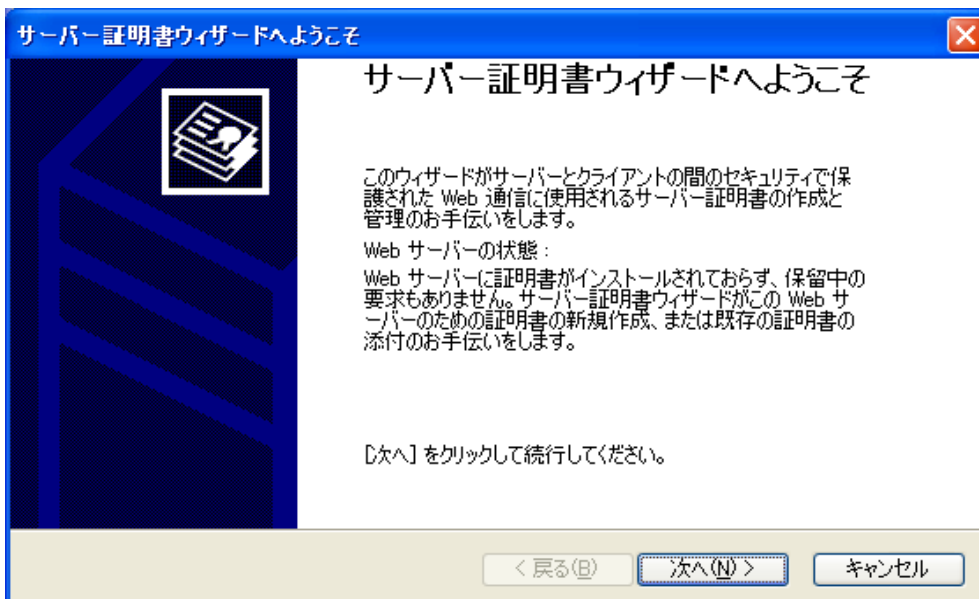 サーバー証明書ウィザードへようこそ
サーバー証明書ウィザードへようこそ
このウィザードがサーバーとクライアントの間のセキュリティで保
護された Web 通信に使用されるサーバー証明書の作成と
管理のお手伝いをします。
Web サーバーの状態：
Web サーバーに証明書がインストールされておらず、保留中の
要求もありません。サーバー証明書ウィザードがこの Web サ
ーバーのための証明書の新規作成、または既存の証明書の
添付のお手伝いをします。
[次へ] をクリックして続行してください。
< 戻る(B) 次へ(N) > キャンセル